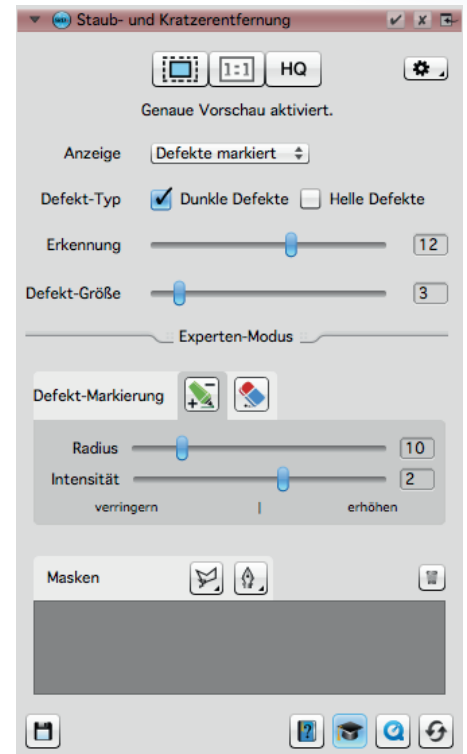 Staub- und Kratzerentfernung
1:1 HQ
Genaue Vorschau aktiviert.
Anzeige Defekte markiert
Defekt-Typ Dunkle Defekte Helle Defekte
Erkennung 12
Defekt-Größe 3
Experten-Modus
Defekt-Markierung
Radius 10
Intensität 2
verringern | erhöhen
Masken